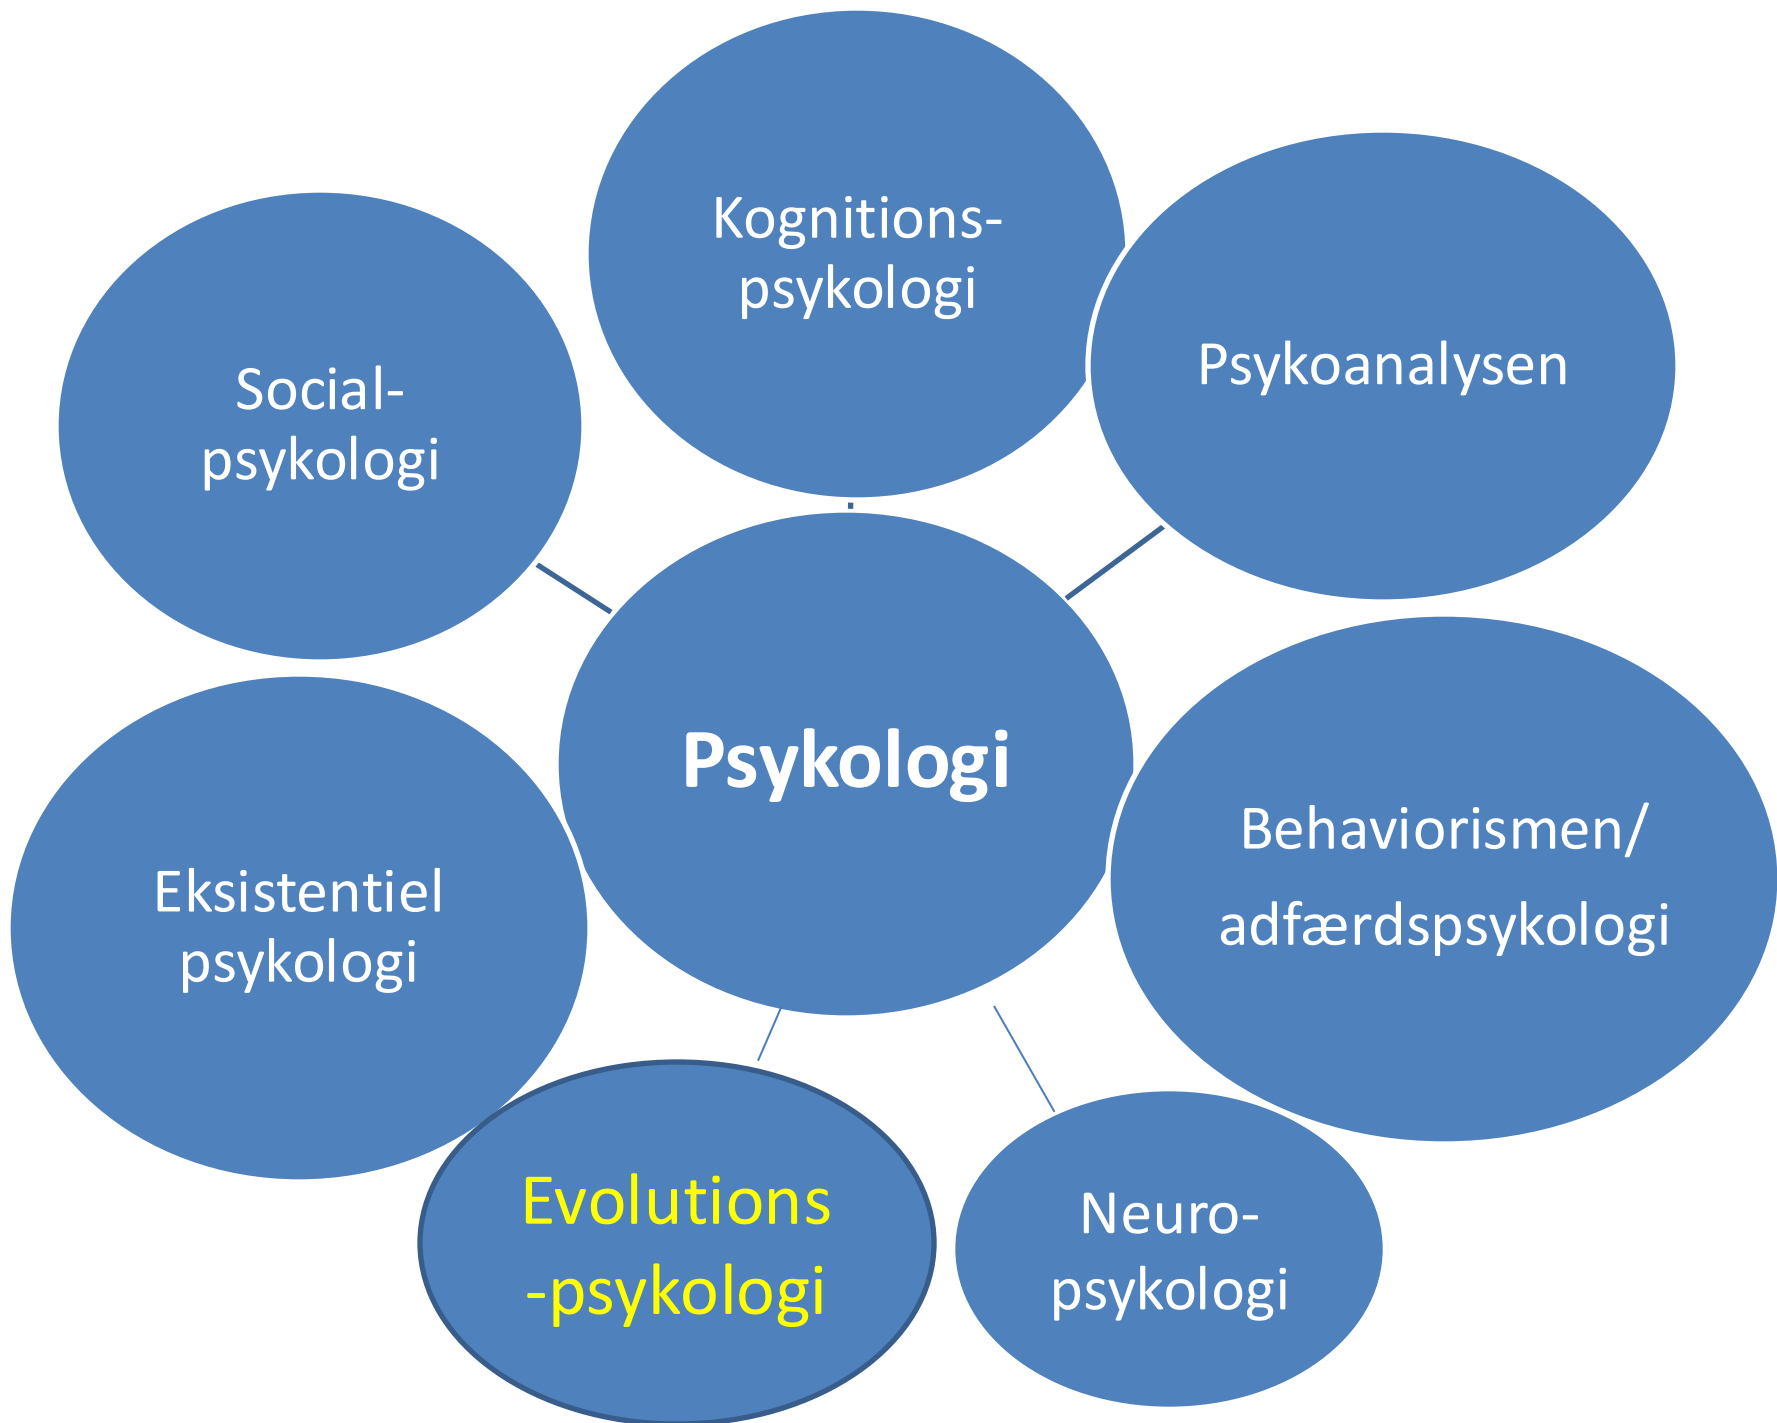 Kognitions-
psykologi
Psykoanalysen
Social-
psykologi
Psykologi
Behaviorismen/
adfærdspsykologi
Eksistentiel
psykologi
Evolutions
-psykologi
Neuro-
psykologi